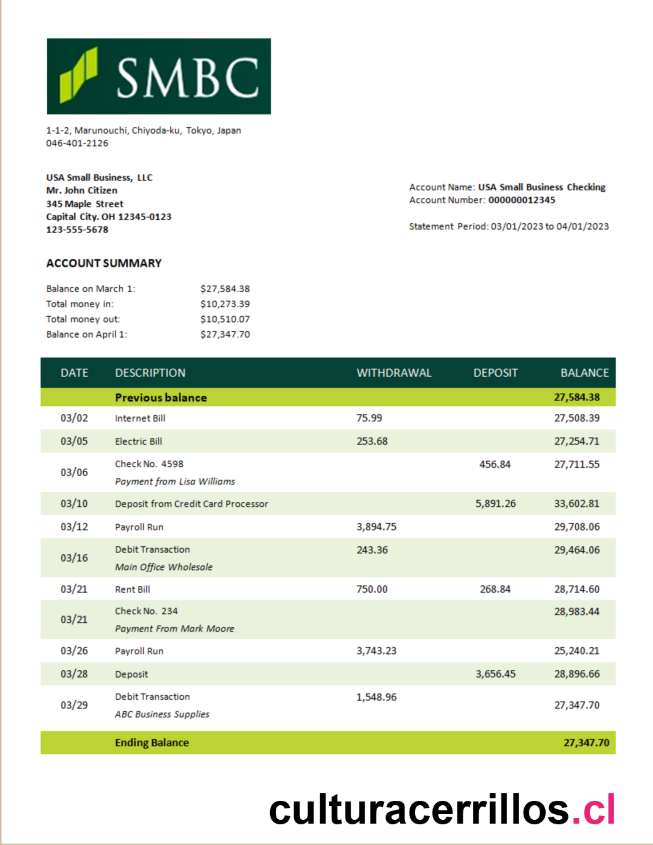 SMBC
1-1-2, Marunouchi, Chiyoda-ku, Tokyo, Japan
046-401-2126
USA Small Business, LLC
Mr. John Citizen
345 Maple Street
Capital City. OH 12345-0123
123-555-5678
Account Name: USA Small Business Checking
Account Number: 000000012345
Statement Period: 03/01/2023 to 04/01/2023
ACCOUNT SUMMARY
Balance on March 1: $27,584.38
Total money in: $10,273.39
Total money out: $10,510.07
Balance on April 1: $27,347.70
DATE DESCRIPTION WITHDRAWAL DEPOSIT BALANCE
Previous balance 27,584.38
03/02 Internet Bill 75.99 27,508.39
03/05 Electric Bill 253.68 27,254.71
03/06 Check No. 4598 456.84 27,711.55
Payment from Lisa Williams
03/10 Deposit from Credit Card Processor 5,891.26 33,602.81
03/12 Payroll Run 3,894.75 29,708.06
03/16 Debit Transaction 243.36 29,464.06
Main Office Wholesale
03/21 Rent Bill 750.00 268.84 28,714.60
03/21 Check No. 234 28,983.44
Payment From Mark Moore
03/26 Payroll Run 3,743.23 25,240.21
03/28 Deposit 3,656.45 28,896.66
03/29 Debit Transaction 1,548.96 27,347.70
ABC Business Supplies
Ending Balance 27,347.70
culturacerrillos.cl